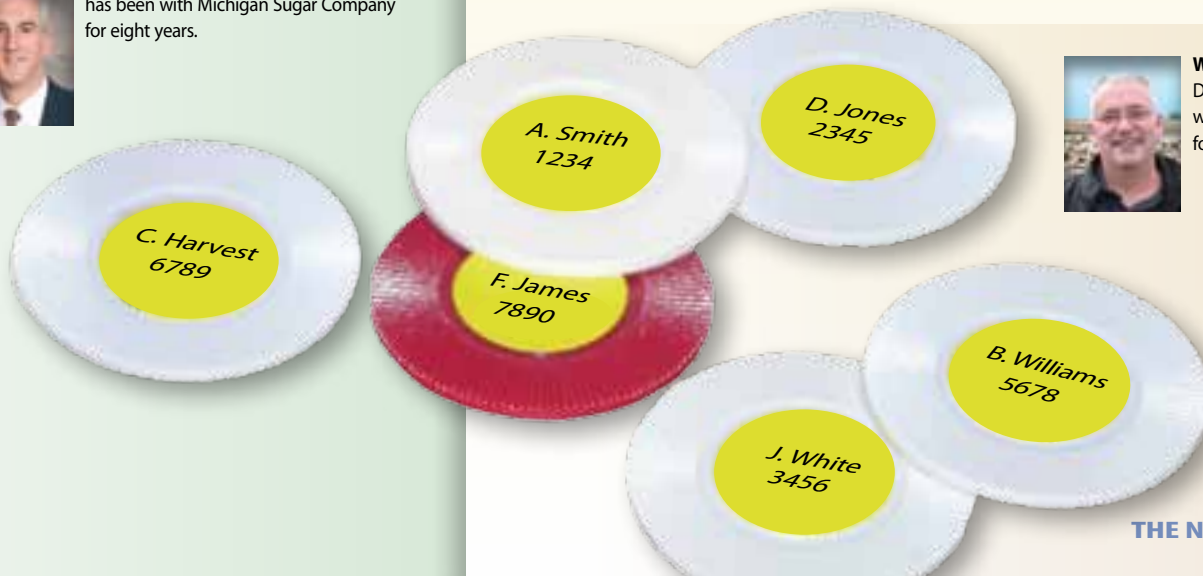 has been with Michigan Sugar Company
for eight years.
A. Smith
1234
D. Jones
2345
C. Harvest
6789
F. James
7890
B. Williams
5678
J. White
3456
THE N